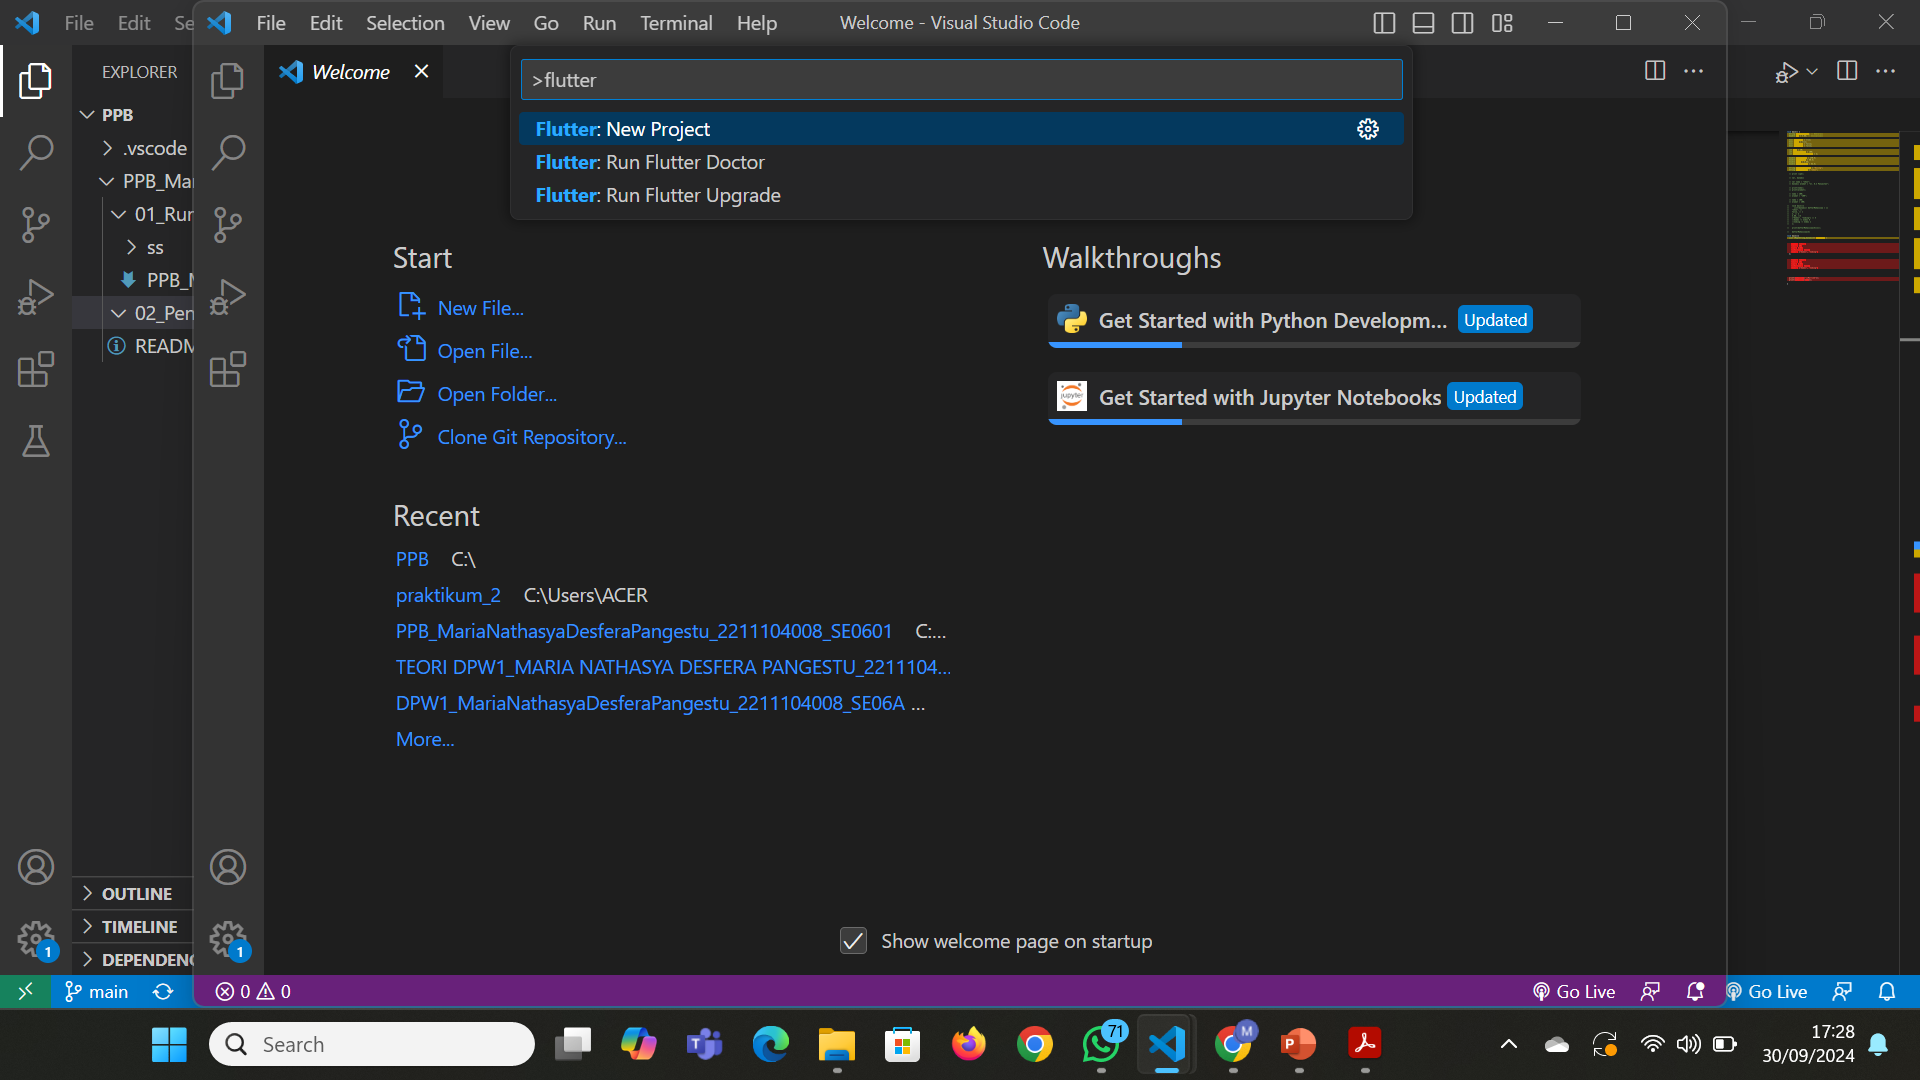 File Edit Se
File Edit Selection View Go Run Terminal Help
Welcome - Visual Studio Code
EXPLORER
Welcome
>flutter
Flutter: New Project
Flutter: Run Flutter Doctor
Flutter: Run Flutter Upgrade
PPB
.vscode
PPB_Ma
01_Rur
ss
PPB_M
02_Pen
READM
Start
New File...
Open File...
Open Folder...
Clone Git Repository...
Walkthroughs
Get Started with Python Developm... Updated
Get Started with Jupyter Notebooks Updated
Recent
PPB C:\
praktikum_2 C:\Users\ACER
PPB_MariaNathasyaDesferaPangestu_2211104008_SE0601 C:...
TEORI DPW1_MARIA NATHASYA DESFERA PANGESTU_2211104...
DPW1_MariaNathasyaDesferaPangestu_2211104008_SE06A ...
More...
OUTLINE
TIMELINE
DEPENDENC
1
1
Show welcome page on startup
main
0 0
Go Live
Go Live
Search
71
M
17:28
30/09/2024